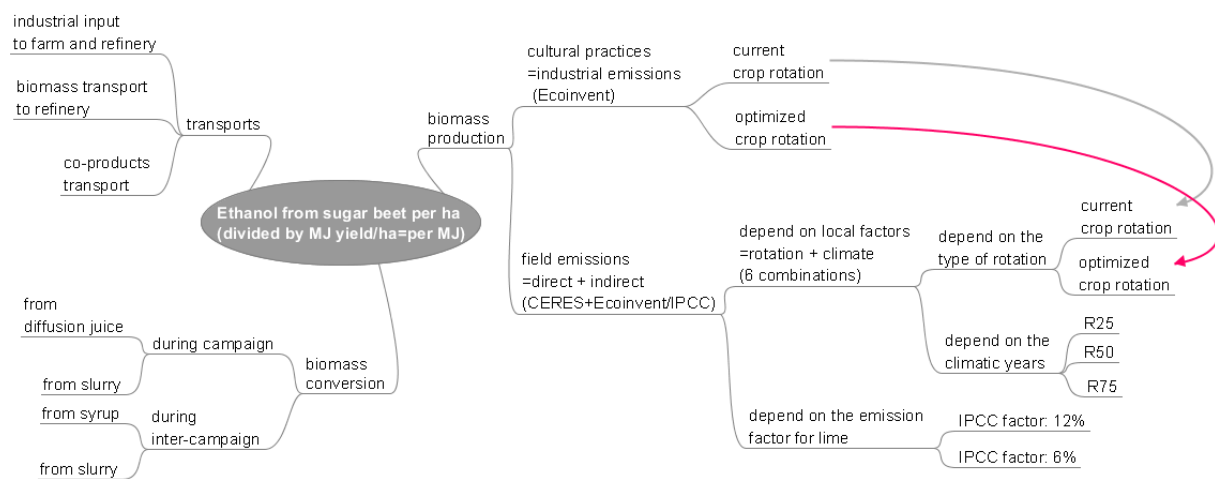 industrial input
to farm and refinery
biomass transport
to refinery
co-products
transport
transports
Ethanol from sugar beet per ha
(divided by MJ yield/ha=per MJ)
biomass
production
cultural practices
=industrial emissions
(Ecoinvent)
current
crop rotation
optimized
crop rotation
field emissions
=direct + indirect
(CERES+Ecoinvent/IPCC)
depend on local factors
=rotation + climate
(6 combinations)
depend on the
type of rotation
current
crop rotation
optimized
crop rotation
depend on the
climatic years
R25
R50
R75
depend on the emission
factor for lime
IPCC factor: 12%
IPCC factor: 6%
biomass
conversion
during campaign
from
diffusion juice
from slurry
during
inter-campaign
from syrup
from slurry